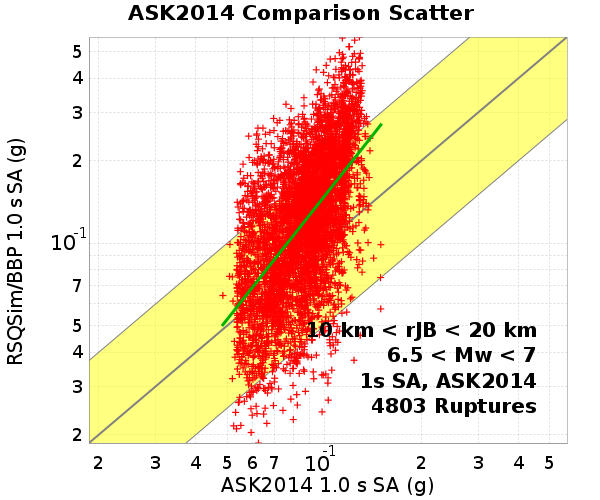 ASK2014 Comparison Scatter
RSQSim/BBP 1.0 s SA (g)
5
4
3
2
10⁻¹
7
5
4
3
2
10 km < rJB < 20 km
6.5 < Mw < 7
1s SA, ASK2014
4803 Ruptures
2 3 4 5 6 7 10⁻¹ 2 3 4 5
ASK2014 1.0 s SA (g)